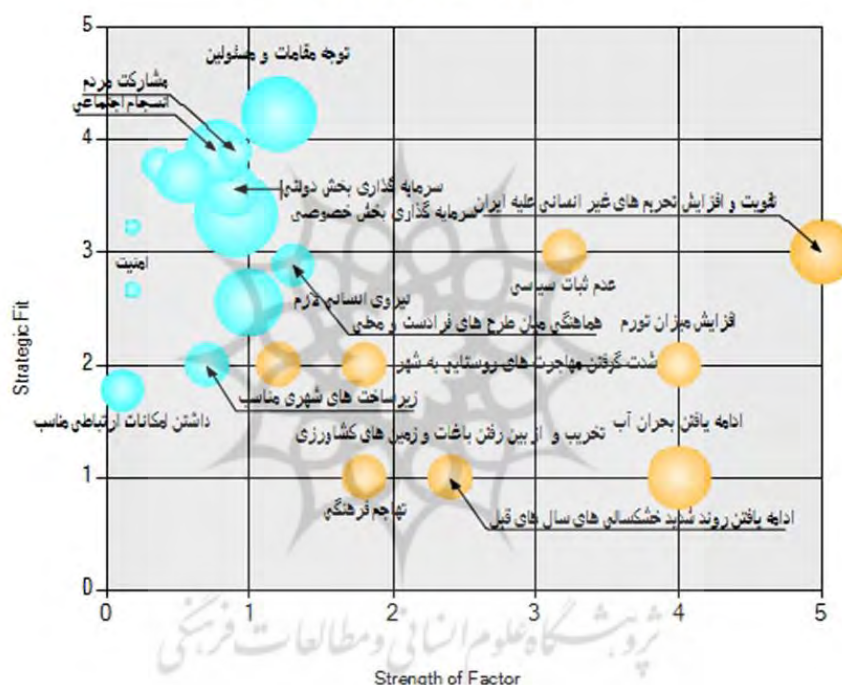 5
توجه مقامات و مسئولین
مشارکت مردم
انسجام اجتماعی
4
سرمایه گذاری بخش دولتی
تقویت و افزایش تحریم های غیر انسانی علیه ایران
سرمایه گذاری بخش خصوصی
3
امنیت
عدم ثبات سیاسی
نیروی انسانی لازم
هماهنگی میان طرح های فرادست و محلی
افزایش میزان تورم
Strategic Fit
2
شدت گرفتن مهاجرت های روستایی به شهر
زیرساخت های شهری مناسب
داشتن امکانات ارتباطی مناسب
ادامه یافتن بحران آب
تخریب و از بین رفتن باغات و زمین های کشاورزی
1
تهاجم فرهنگی
ادامه یافتن روند شدید خشکسالی های سال های قبل
0
0 1 2 3 4 5
پژوهشگاه علوم انسانی و مطالعات فرهنگی
Strength of Factor